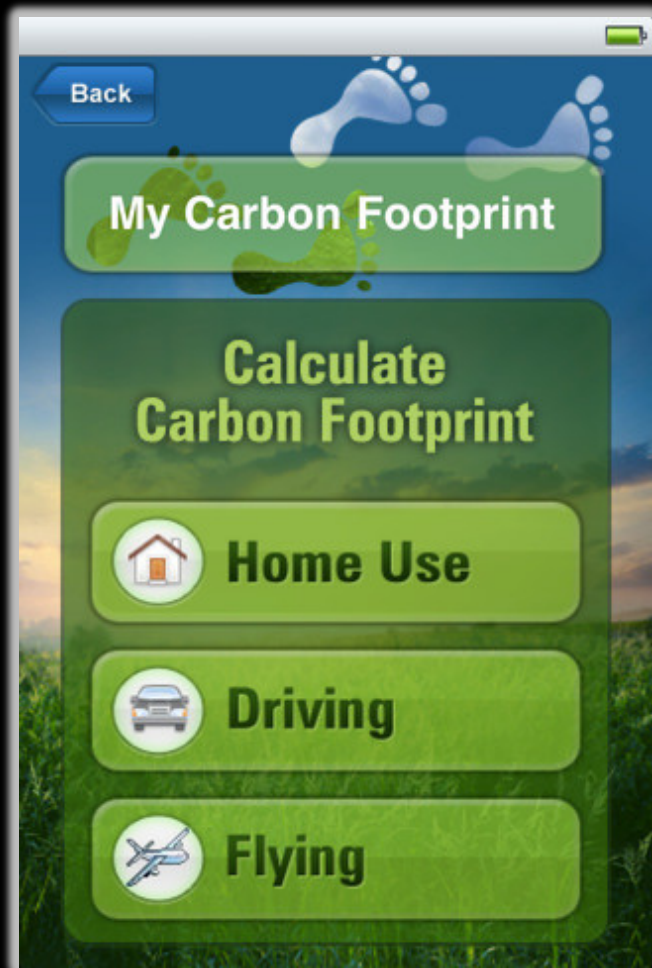 Back
My Carbon Footprint
Calculate
Carbon Footprint
Home Use
Driving
Flying